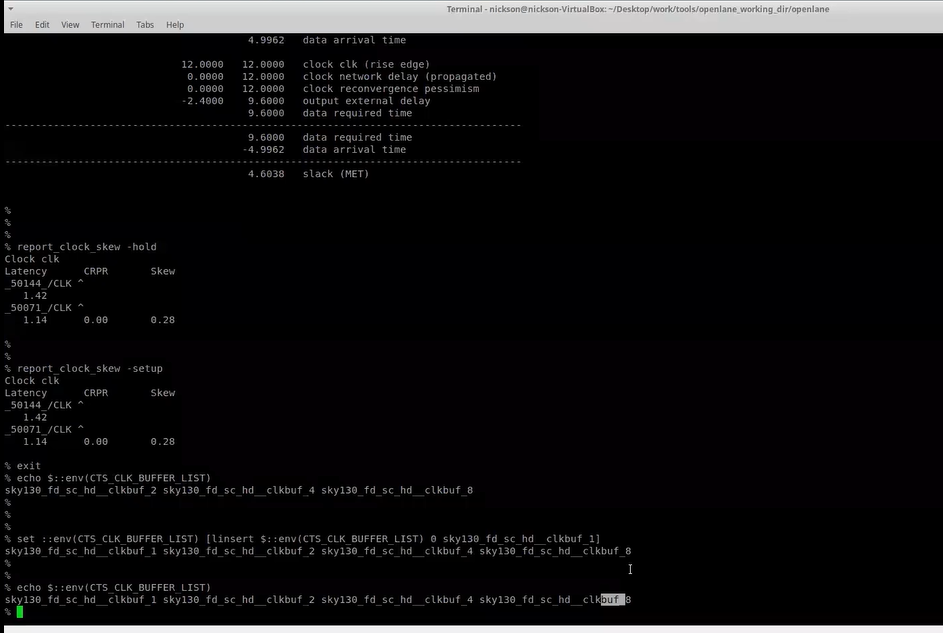 Terminal - nickson@nickson-VirtualBox: ~/Desktop/work/tools/openlane_working_dir/openlane
File Edit View Terminal Tabs Help
4.9962 data arrival time
12.0000 12.0000 clock clk (rise edge)
0.0000 12.0000 clock network delay (propagated)
0.0000 12.0000 clock reconvergence pessimism
-2.4000 9.6000 output external delay
9.6000 data required time
-------------------------------------------------------------------------------------
9.6000 data required time
-4.9962 data arrival time
-------------------------------------------------------------------------------------
4.6038 slack (MET)
%
%
%
% report_clock_skew -hold
Clock clk
Latency CRPR Skew
_50144_/CLK ^
1.42
_50071_/CLK ^
1.14 0.00 0.28
%
%
% report_clock_skew -setup
Clock clk
Latency CRPR Skew
_50144_/CLK ^
1.42
_50071_/CLK ^
1.14 0.00 0.28
% exit
% echo $::env(CTS_CLK_BUFFER_LIST)
sky130_fd_sc_hd__clkbuf_2 sky130_fd_sc_hd__clkbuf_4 sky130_fd_sc_hd__clkbuf_8
%
%
%
% set ::env(CTS_CLK_BUFFER_LIST) [linsert $::env(CTS_CLK_BUFFER_LIST) 0 sky130_fd_sc_hd__clkbuf_1]
sky130_fd_sc_hd__clkbuf_1 sky130_fd_sc_hd__clkbuf_2 sky130_fd_sc_hd__clkbuf_4 sky130_fd_sc_hd__clkbuf_8
%
%
% echo $::env(CTS_CLK_BUFFER_LIST)
sky130_fd_sc_hd__clkbuf_1 sky130_fd_sc_hd__clkbuf_2 sky130_fd_sc_hd__clkbuf_4 sky130_fd_sc_hd__clkbuf_8
%